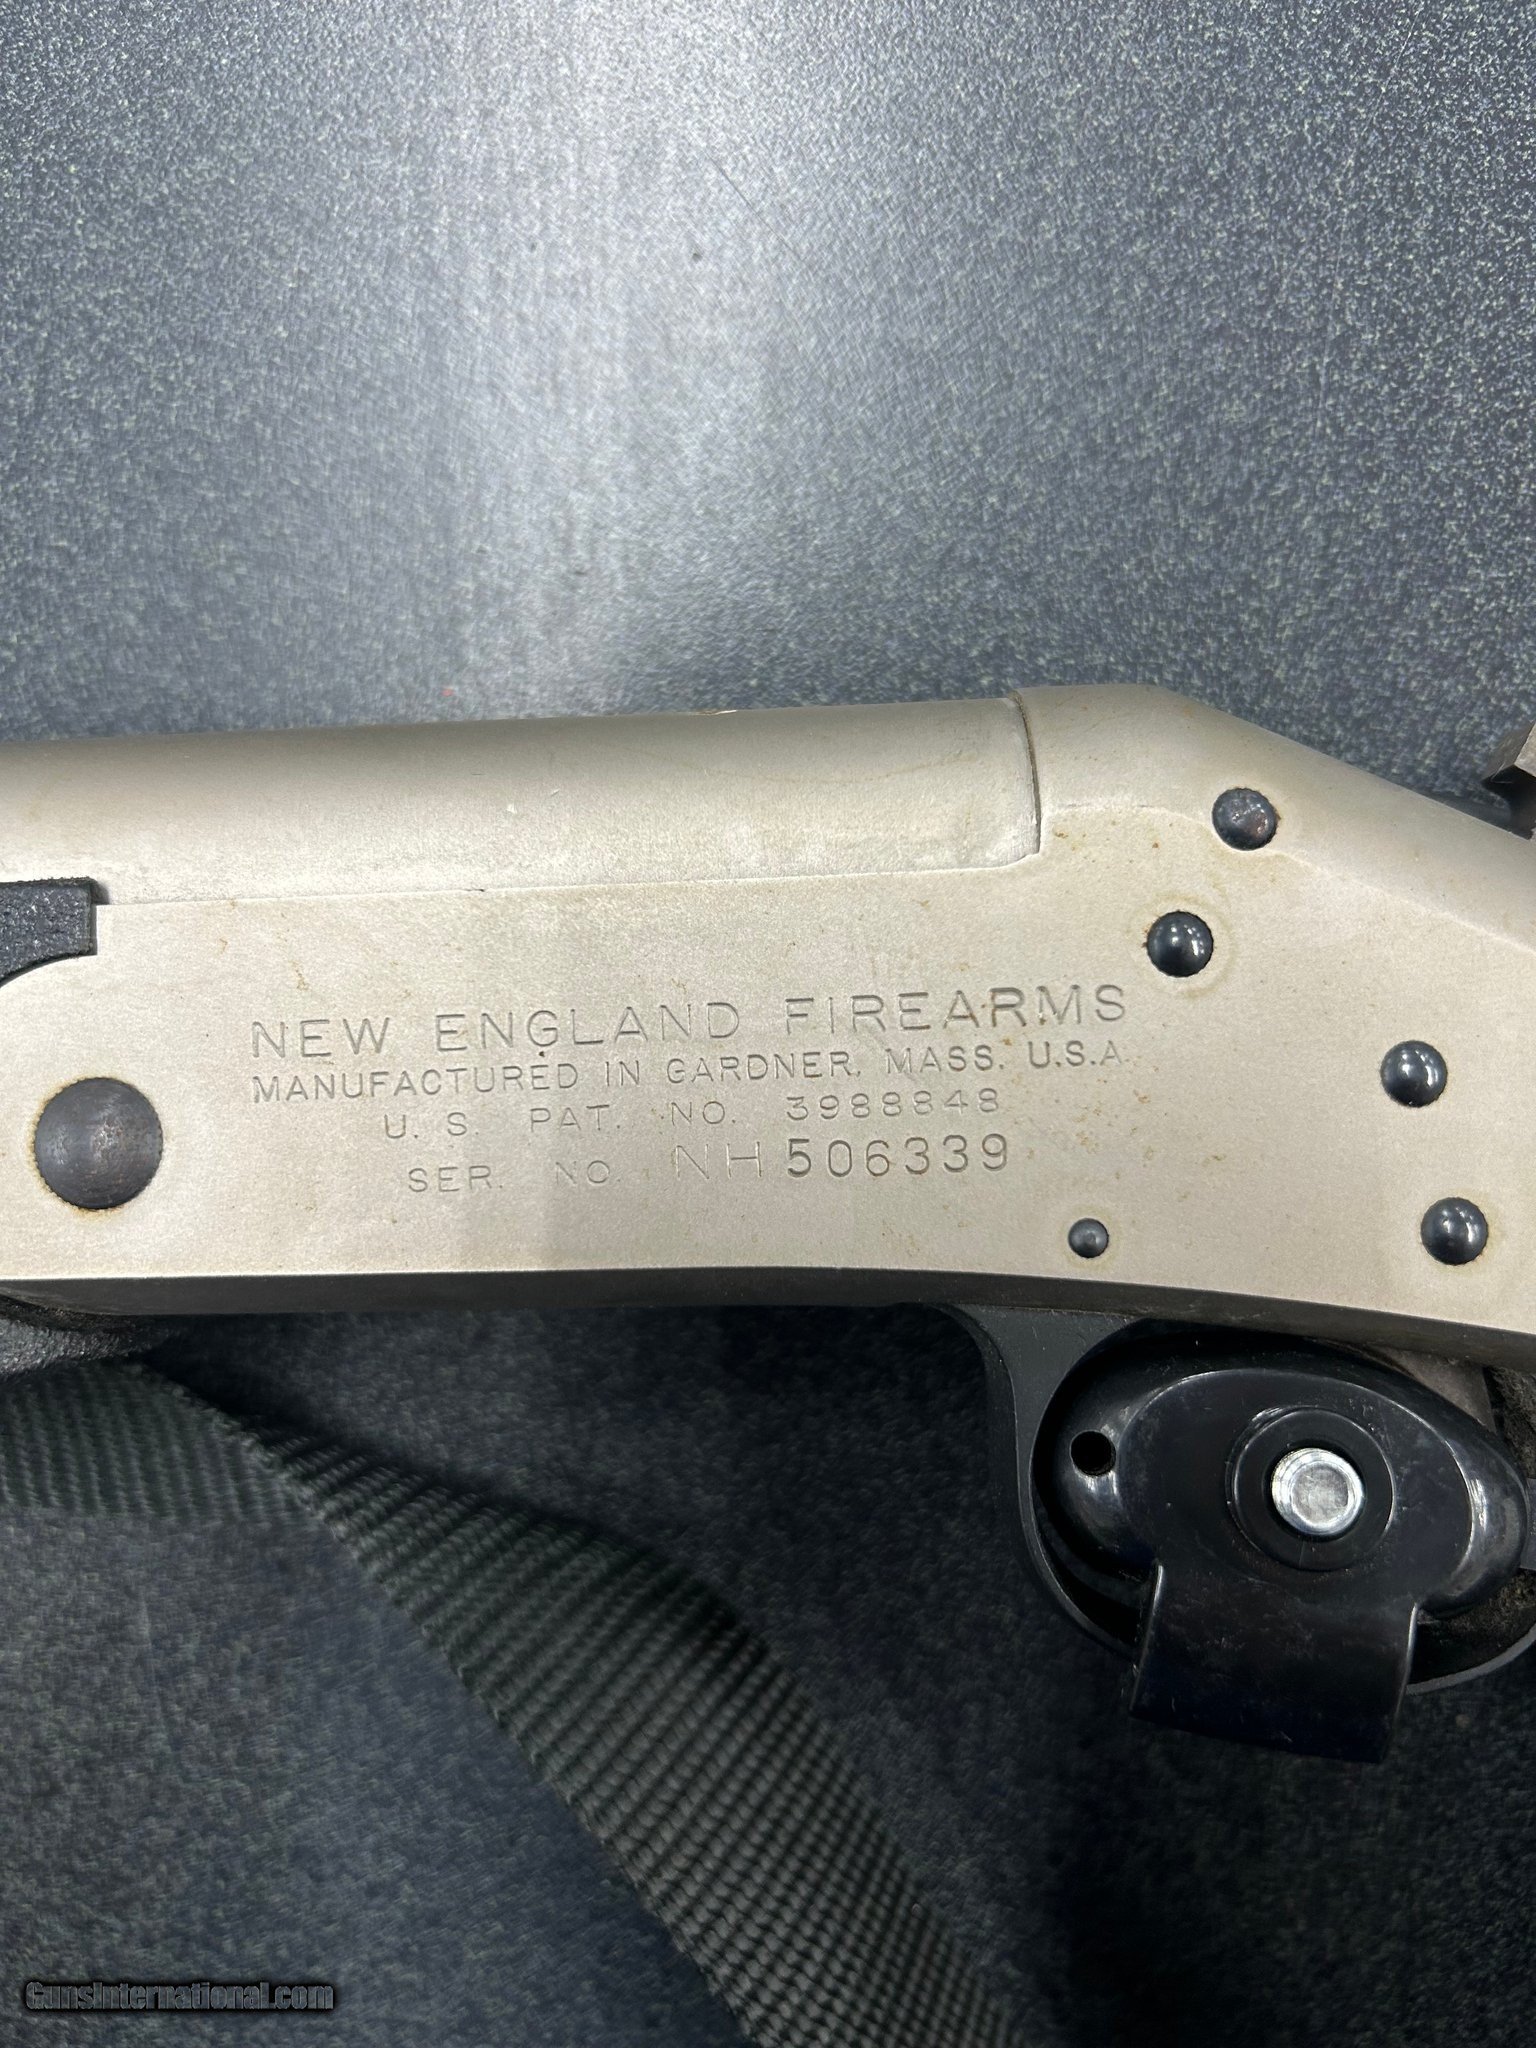 NEW ENGLAND FIREARMS
MANUFACTURED IN GARDNER, MASS. U.S.A.
U. S. PAT. NO. 3988848
SER. NO. NH506339
GunsInternational.com